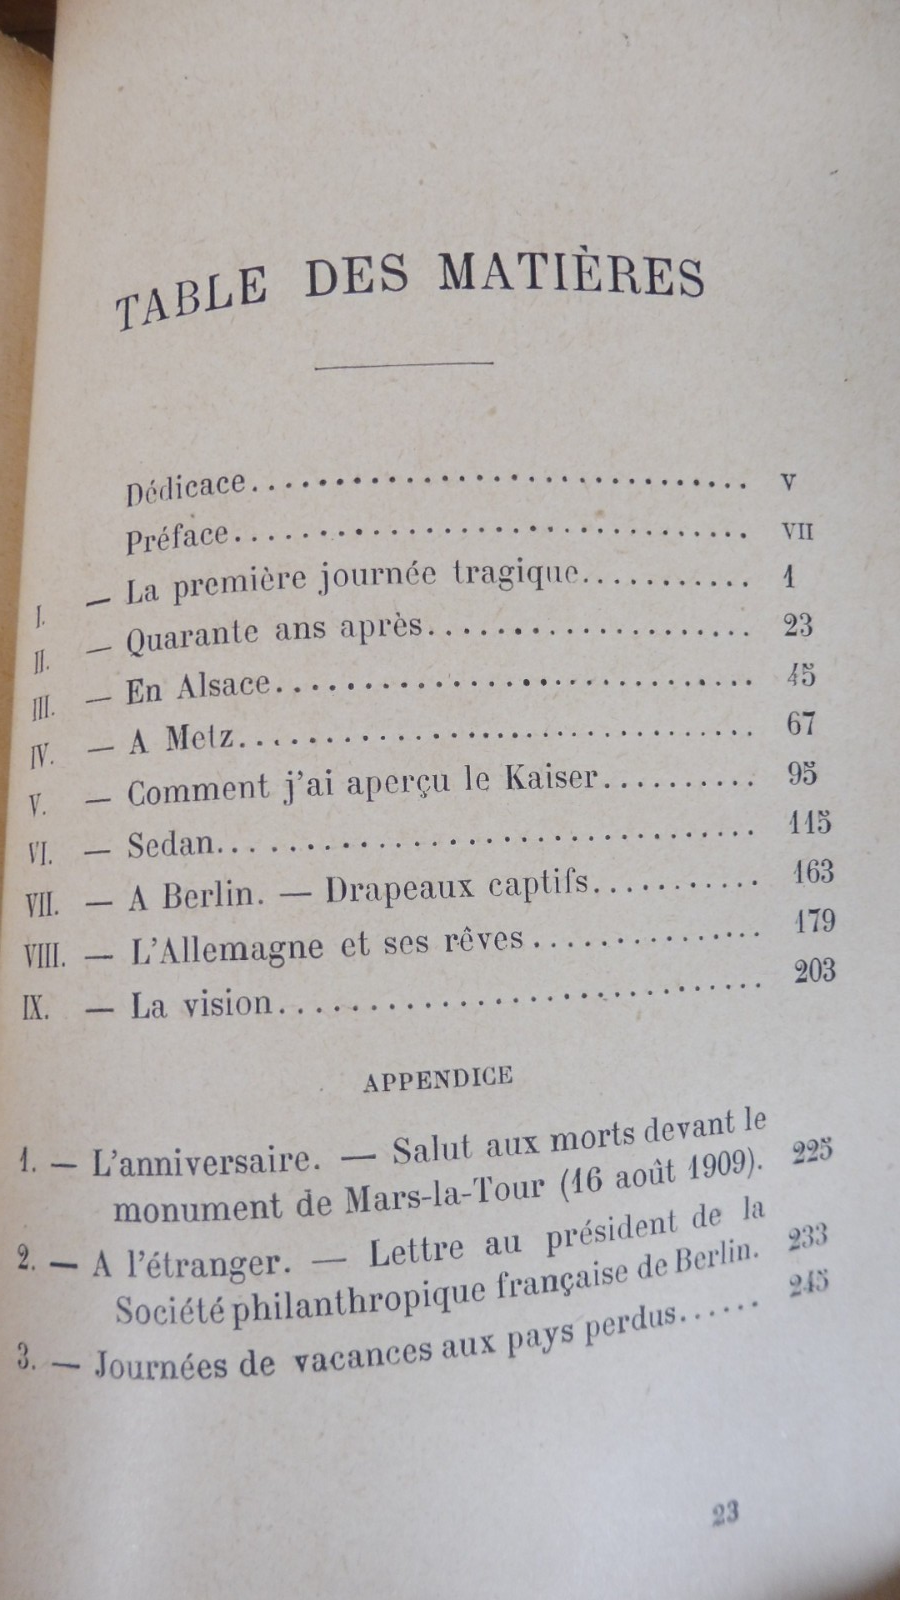 TABLE DES MATIÈRES
Dédicace.............................. V
Préface.............................. VII
I. — La première journée tragique........... 1
II. — Quarante ans après.................... 23
III. — En Alsace............................. 45
IV. — A Metz............................... 67
V. — Comment j'ai aperçu le Kaiser.......... 95
VI. — Sedan................................ 115
VII. — A Berlin. — Drapeaux captifs........... 163
VIII. — L'Allemagne et ses rêves............... 179
IX. — La vision............................. 203
APPENDICE
1. — L'anniversaire. — Salut aux morts devant le
monument de Mars-la-Tour (16 août 1909). 225
2. — A l'étranger. — Lettre au président de la
Société philanthropique française de Berlin. 233
3. — Journées de vacances aux pays perdus...... 245
23